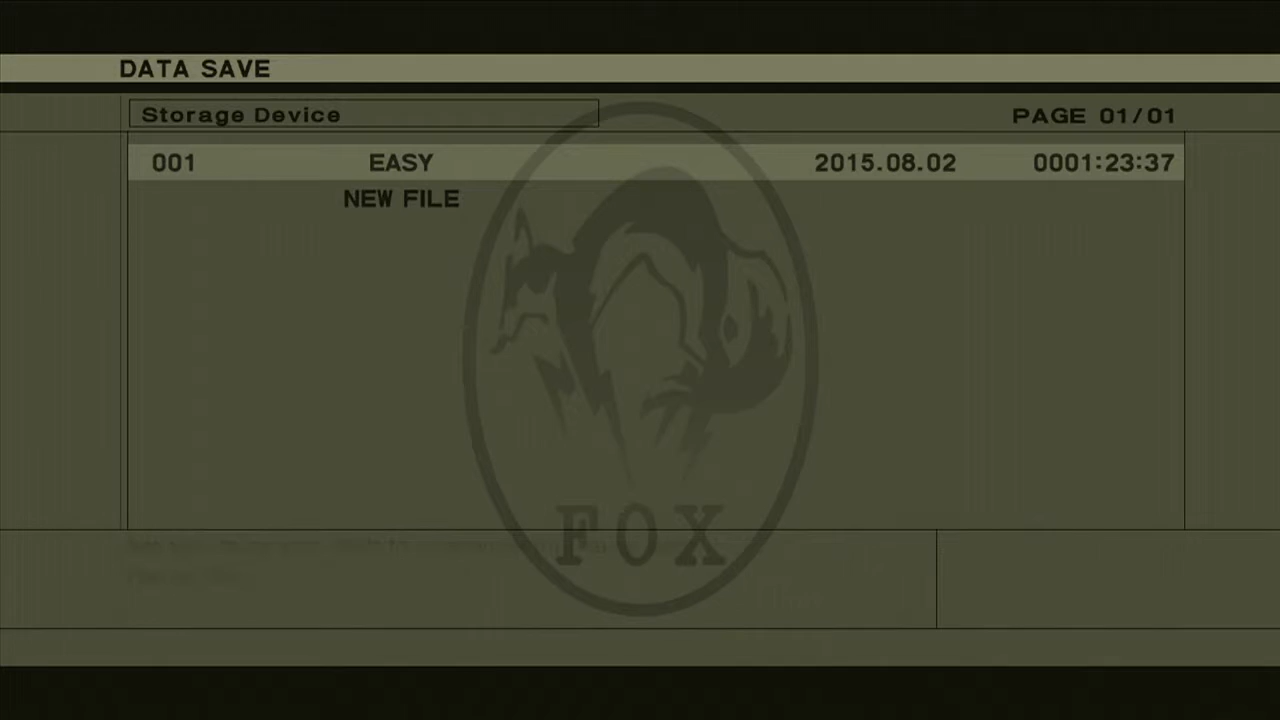 DATA SAVE
Storage Device PAGE 01/01
001 EASY 2015.08.02 0001:23:37
NEW FILE
FOX